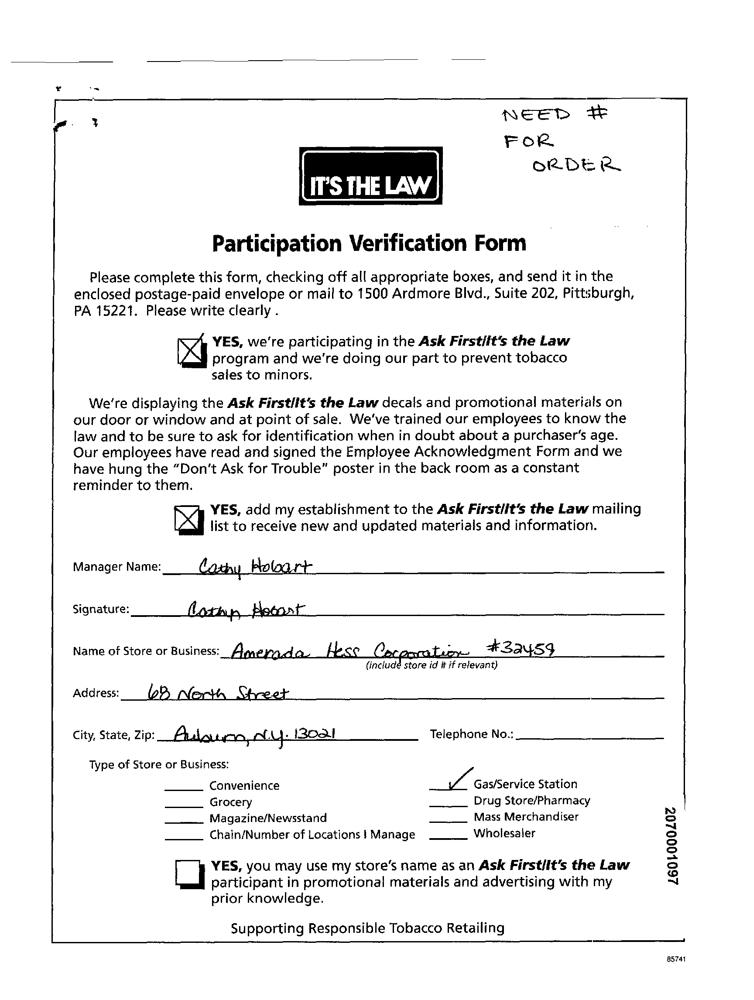 NEED #
FOR
ORDER
IT'S THE LAW
Participation Verification Form
Please complete this form, checking off all appropriate boxes, and send it in the
enclosed postage-paid envelope or mail to 1500 Ardmore Blvd., Suite 202, Pittsburgh,
PA 15221. Please write clearly .
YES, we're participating in the Ask First/It's the Law
program and we're doing our part to prevent tobacco
sales to minors.
We're displaying the Ask First/It's the Law decals and promotional materials on
our door or window and at point of sale. We've trained our employees to know the
law and to be sure to ask for identification when in doubt about a purchaser's age.
Our employees have read and signed the Employee Acknowledgment Form and we
have hung the "Don't Ask for Trouble" poster in the back room as a constant
reminder to them.
YES, add my establishment to the Ask First/It's the Law mailing
list to receive new and updated materials and information.
Manager Name: Cathy Hobart
Signature: Cathy Hobart
Name of Store or Business: Amerada Hess Corporation #32459
(include store id # if relevant)
Address: 6B North Street
City, State, Zip: Auburn, N.Y. 13021 Telephone No.:
Type of Store or Business:
Convenience Gas/Service Station
Grocery Drug Store/Pharmacy
Magazine/Newsstand Mass Merchandiser
Chain/Number of Locations I Manage Wholesaler
YES, you may use my store's name as an Ask First/It's the Law
participant in promotional materials and advertising with my
prior knowledge.
Supporting Responsible Tobacco Retailing
2070001097
85741